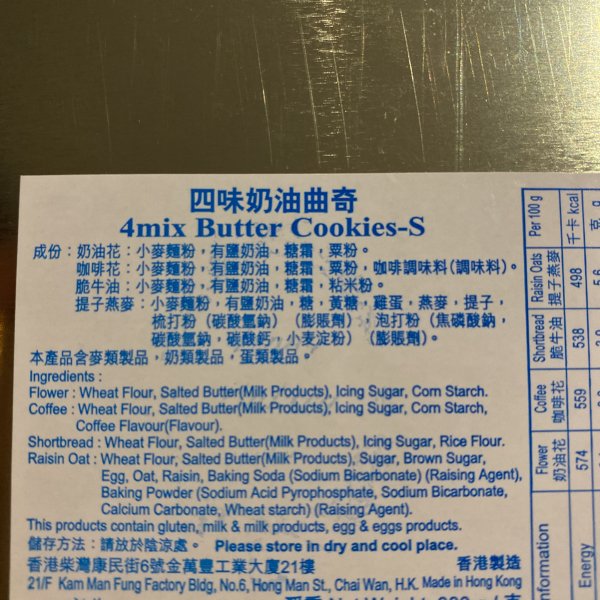 四味奶油曲奇
4mix Butter Cookies-S
成份：奶油花：小麥麵粉，有鹽奶油，糖霜，粟粉。
咖啡花：小麥麵粉，有鹽奶油，糖霜，粟粉，咖啡調味料(調味料)。
脆牛油：小麥麵粉，有鹽奶油，糖霜，粘米粉。
提子燕麥：小麥麵粉，有鹽奶油，糖，黃糖，雞蛋，燕麥，提子，
梳打粉（碳酸氫鈉）（膨脹劑），泡打粉（焦磷酸鈉，
碳酸氫鈉，碳酸鈣，小麦淀粉）（膨脹劑）。
本產品含麥類製品，奶類製品，蛋類製品。
Ingredients :
Flower : Wheat Flour, Salted Butter(Milk Products), Icing Sugar, Corn Starch.
Coffee : Wheat Flour, Salted Butter(Milk Products), Icing Sugar, Corn Starch,
Coffee Flavour(Flavour).
Shortbread : Wheat Flour, Salted Butter(Milk Products), Icing Sugar, Rice Flour.
Raisin Oat : Wheat Flour, Salted Butter(Milk Products), Sugar, Brown Sugar,
Egg, Oat, Raisin, Baking Soda (Sodium Bicarbonate) (Raising Agent),
Baking Powder (Sodium Acid Pyrophosphate, Sodium Bicarbonate,
Calcium Carbonate, Wheat starch) (Raising Agent).
This products contain gluten, milk & milk products, egg & eggs products.
儲存方法：請放於陰涼處。 Please store in dry and cool place.
香港柴灣康民街6號金萬豐工業大廈21樓 香港製造
21/F Kam Man Fung Factory Bldg, No.6, Hong Man St., Chai Wan, H.K. Made in Hong Kong
Net Weight
Information
Per 100 g
Raisin Oats 提子燕麥
Shortbread 脆牛油
Coffee 咖啡花
Flower 奶油花
Energy 574 559 538 498 千卡 kcal
克 g